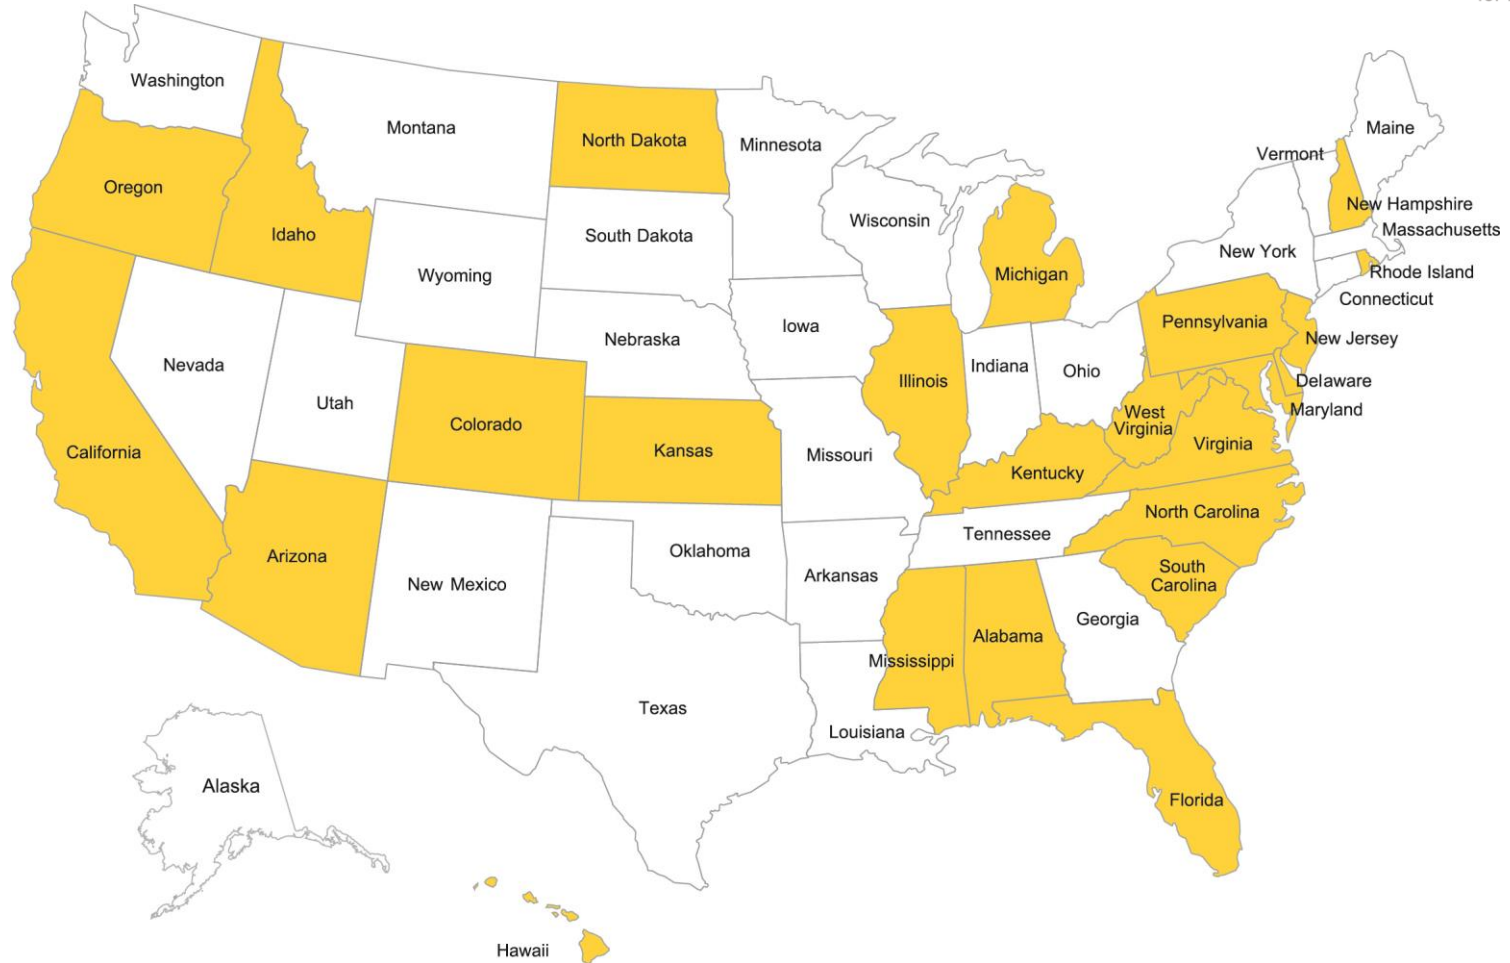 Washington
Montana
North Dakota
Minnesota
Maine
Vermont
Oregon
Idaho
New Hampshire
Wisconsin
South Dakota
Massachusetts
New York
Wyoming
Michigan
Rhode Island
Connecticut
Iowa
Pennsylvania
Nebraska
New Jersey
Nevada
Indiana
Ohio
Illinois
Delaware
Utah
Maryland
Colorado
West
Virginia
California
Kansas
Missouri
Virginia
Kentucky
North Carolina
Tennessee
Arizona
Oklahoma
New Mexico
Arkansas
South
Carolina
Georgia
Alabama
Mississippi
Texas
Louisiana
Alaska
Florida
Hawaii